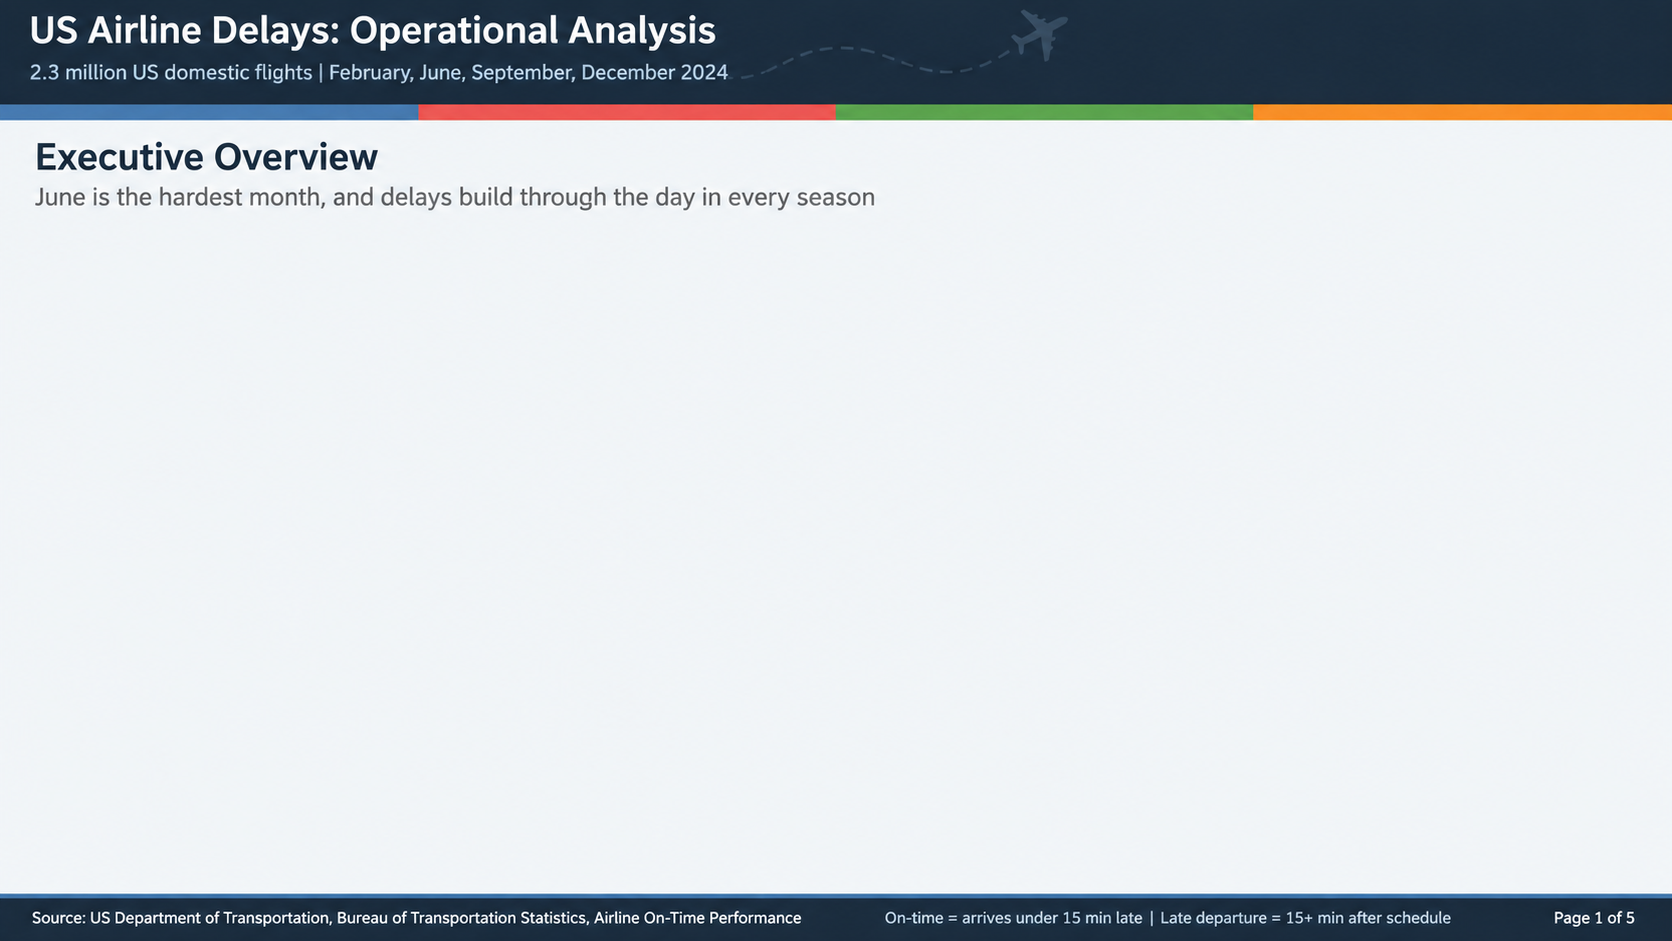 US Airline Delays: Operational Analysis
2.3 million US domestic flights | February, June, September, December 2024
Executive Overview
June is the hardest month, and delays build through the day in every season
Source: US Department of Transportation, Bureau of Transportation Statistics, Airline On-Time Performance
On-time = arrives under 15 min late | Late departure = 15+ min after schedule
Page 1 of 5